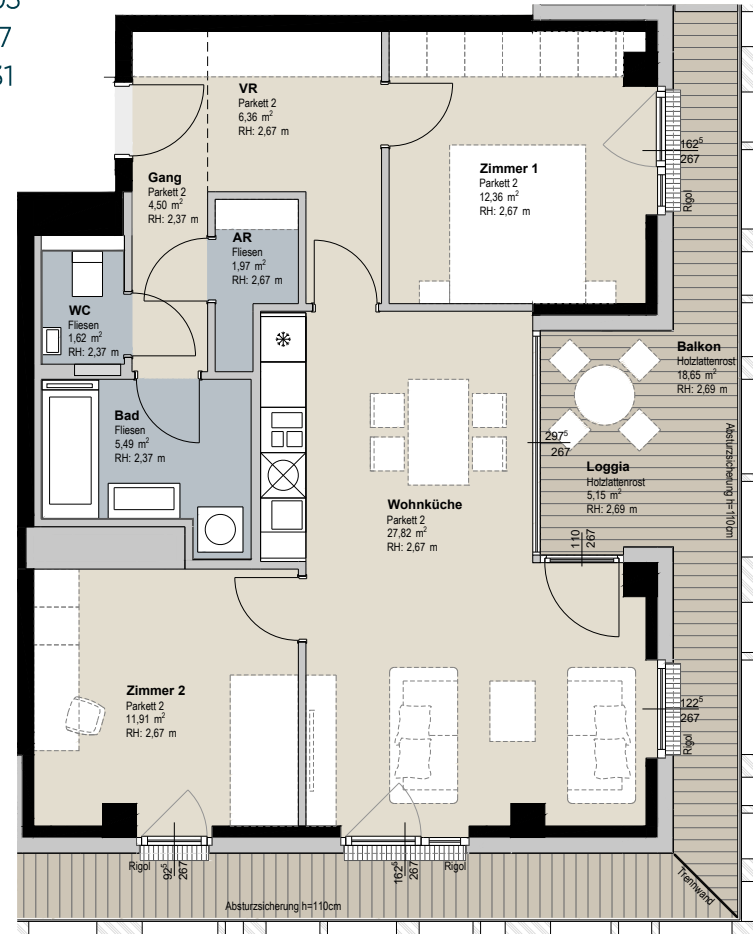 7
VR
Parkett 2
6,36 m²
RH: 2,67 m
Gang
Parkett 2
4,50 m²
RH: 2,37 m
Zimmer 1
Parkett 2
12,36 m²
RH: 2,67 m
162⁵
267
Rigol
AR
Fliesen
1,97 m²
RH: 2,67 m
WC
Fliesen
1,62 m²
RH: 2,37 m
Balkon
Holzlattenrost
18,65 m²
RH: 2,69 m
Bad
Fliesen
5,49 m²
RH: 2,37 m
297⁵
267
Loggia
Holzlattenrost
5,15 m²
RH: 2,69 m
Absturzsicherung h=110cm
Wohnküche
Parkett 2
27,82 m²
RH: 2,67 m
110
267
Zimmer 2
Parkett 2
11,91 m²
RH: 2,67 m
122⁵
267
Rigol
Rigol
92⁵
267
162⁵
267
Rigol
Trennwand
Absturzsicherung h=110cm